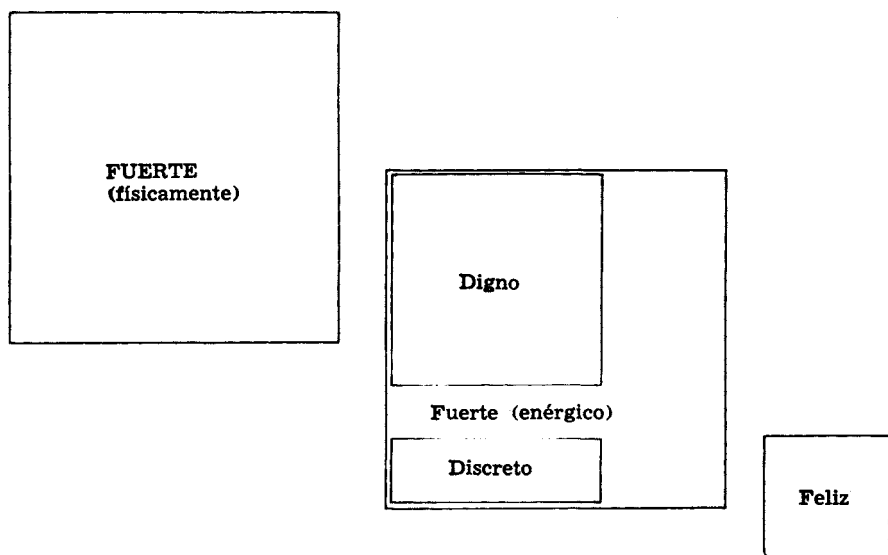 FUERTE
(físicamente)
Digno
Fuerte (enérgico)
Discreto
Feliz